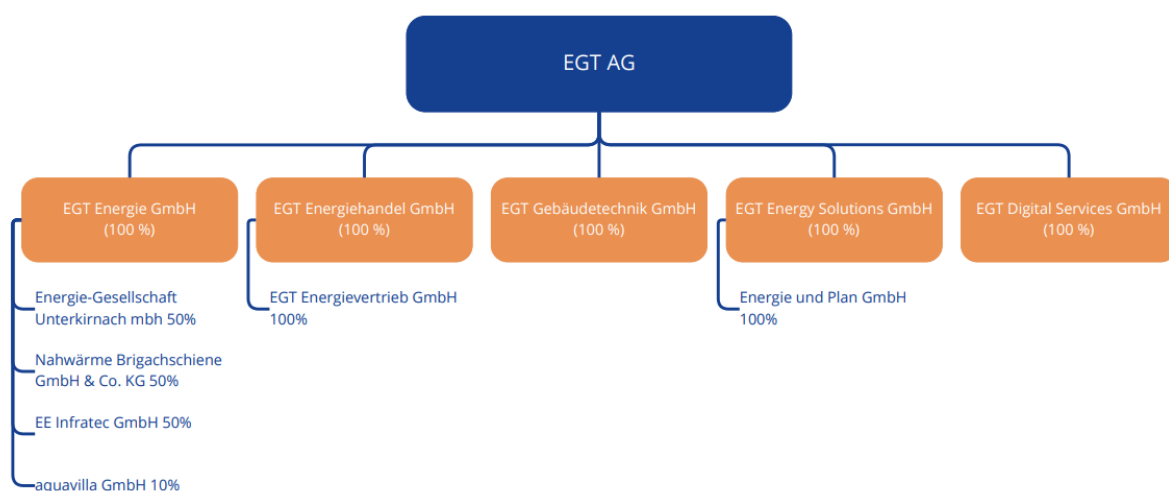 EGT AG
EGT Energie GmbH
(100 %)
EGT Energiehandel GmbH
(100 %)
EGT Gebäudetechnik GmbH
(100 %)
EGT Energy Solutions GmbH
(100 %)
EGT Digital Services GmbH
(100 %)
Energie-Gesellschaft
Unterkirnach mbh 50%
Nahwärme Brigachschiene
GmbH & Co. KG 50%
EE Infratec GmbH 50%
aquavilla GmbH 10%
EGT Energievertrieb GmbH
100%
Energie und Plan GmbH
100%